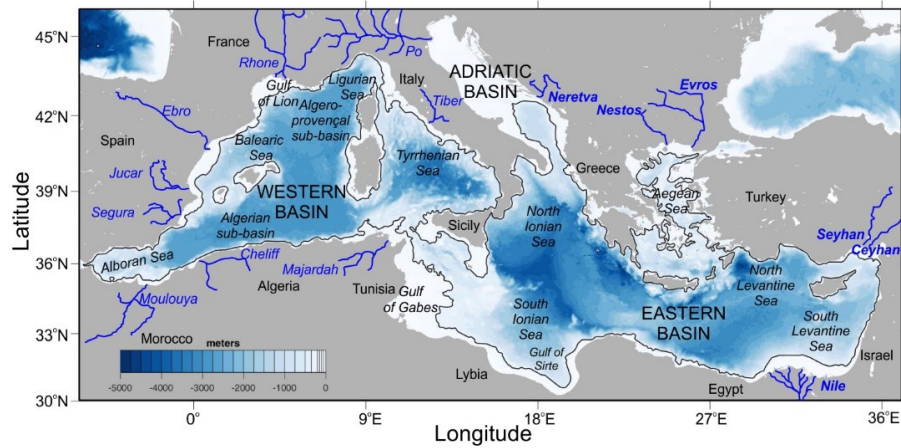 45°N
42°N
39°N
36°N
33°N
30°N
Latitude
France
Rhone
Po
Ligurian
Sea
Italy
ADRIATIC
BASIN
Gulf
of Lion
Algero-
provençal
sub-basin
Tiber
Neretva
Evros
Nestos
Ebro
Spain
Balearic
Sea
Jucar
Tyrrhenian
Sea
Greece
Aegean
Sea
Turkey
WESTERN
BASIN
Segura
Algerian
sub-basin
Sicily
North
Ionian
Sea
Seyhan
Ceyhan
Alboran Sea
Cheliff
Majardah
Algeria
Tunisia
Moulouya
Gulf
of Gabes
North
Levantine
Sea
South
Ionian
Sea
EASTERN
BASIN
South
Levantine
Sea
Israel
Morocco
meters
-5000 -4000 -3000 -2000 -1000 0
Gulf of
Sirte
Lybia
Egypt
Nile
0° 9°E 18°E 27°E 36°E
Longitude